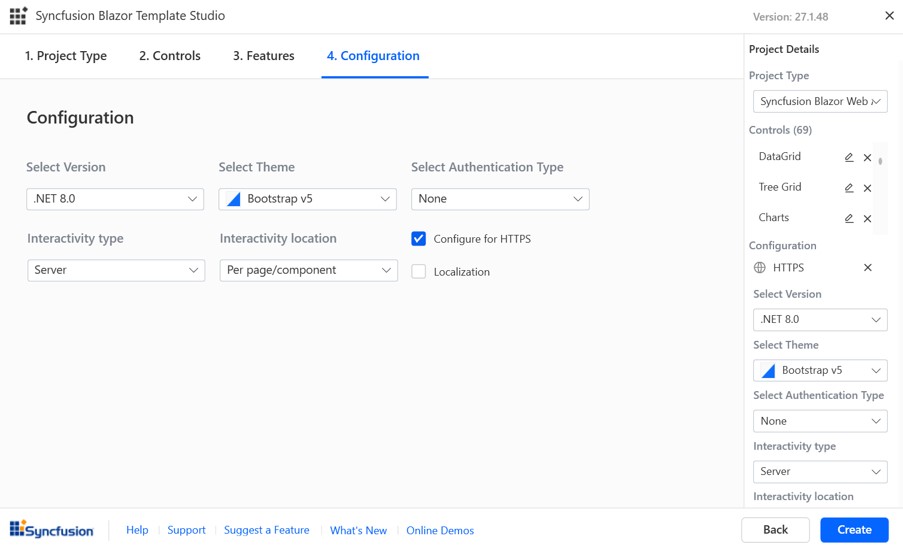 Syncfusion Blazor Template Studio
Version: 27.1.48
1. Project Type
2. Controls
3. Features
4. Configuration
Configuration
Select Version
Select Theme
Select Authentication Type
.NET 8.0
Bootstrap v5
None
Interactivity type
Interactivity location
Configure for HTTPS
Server
Per page/component
Localization
Project Details
Project Type
Syncfusion Blazor Web
Controls (69)
DataGrid
Tree Grid
Charts
Configuration
HTTPS
Select Version
.NET 8.0
Select Theme
Bootstrap v5
Select Authentication Type
None
Interactivity type
Server
Interactivity location
Syncfusion
Help
Support
Suggest a Feature
What's New
Online Demos
Back
Create